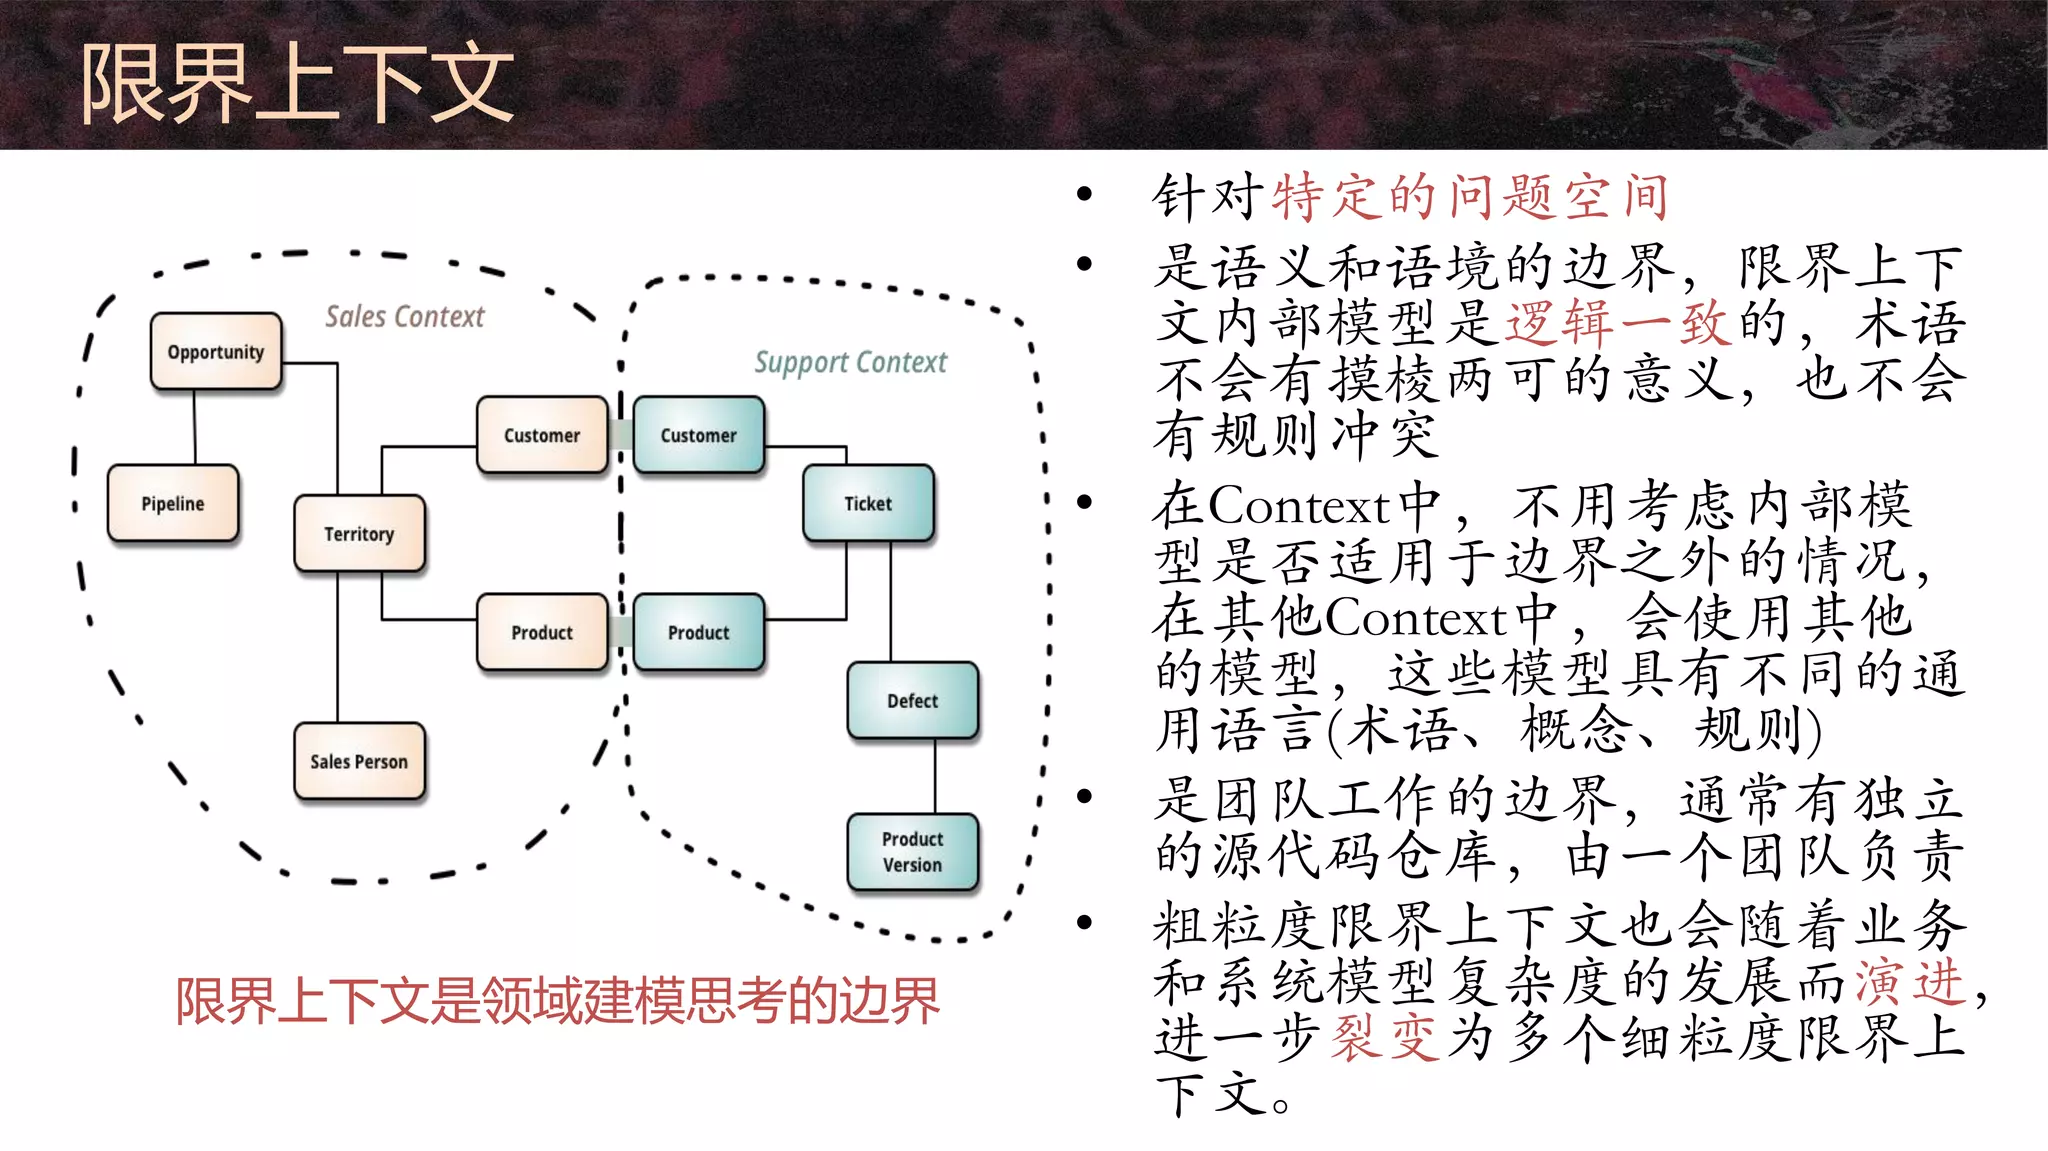 限界上下文
Sales Context
Support Context
Opportunity
Customer
Customer
Pipeline
Territory
Ticket
Product
Product
Defect
Sales Person
Product
Version
限界上下文是领域建模思考的边界
• 针对特定的问题空间
• 是语义和语境的边界，限界上下
文内部模型是逻辑一致的，术语
不会有摸棱两可的意义，也不会
有规则冲突
• 在Context中，不用考虑内部模
型是否适用于边界之外的情况，
在其他Context中，会使用其他
的模型，这些模型具有不同的通
用语言(术语、概念、规则)
• 是团队工作的边界，通常有独立
的源代码仓库，由一个团队负责
• 粗粒度限界上下文也会随着业务
和系统模型复杂度的发展而演进，
进一步裂变为多个细粒度限界上
下文。